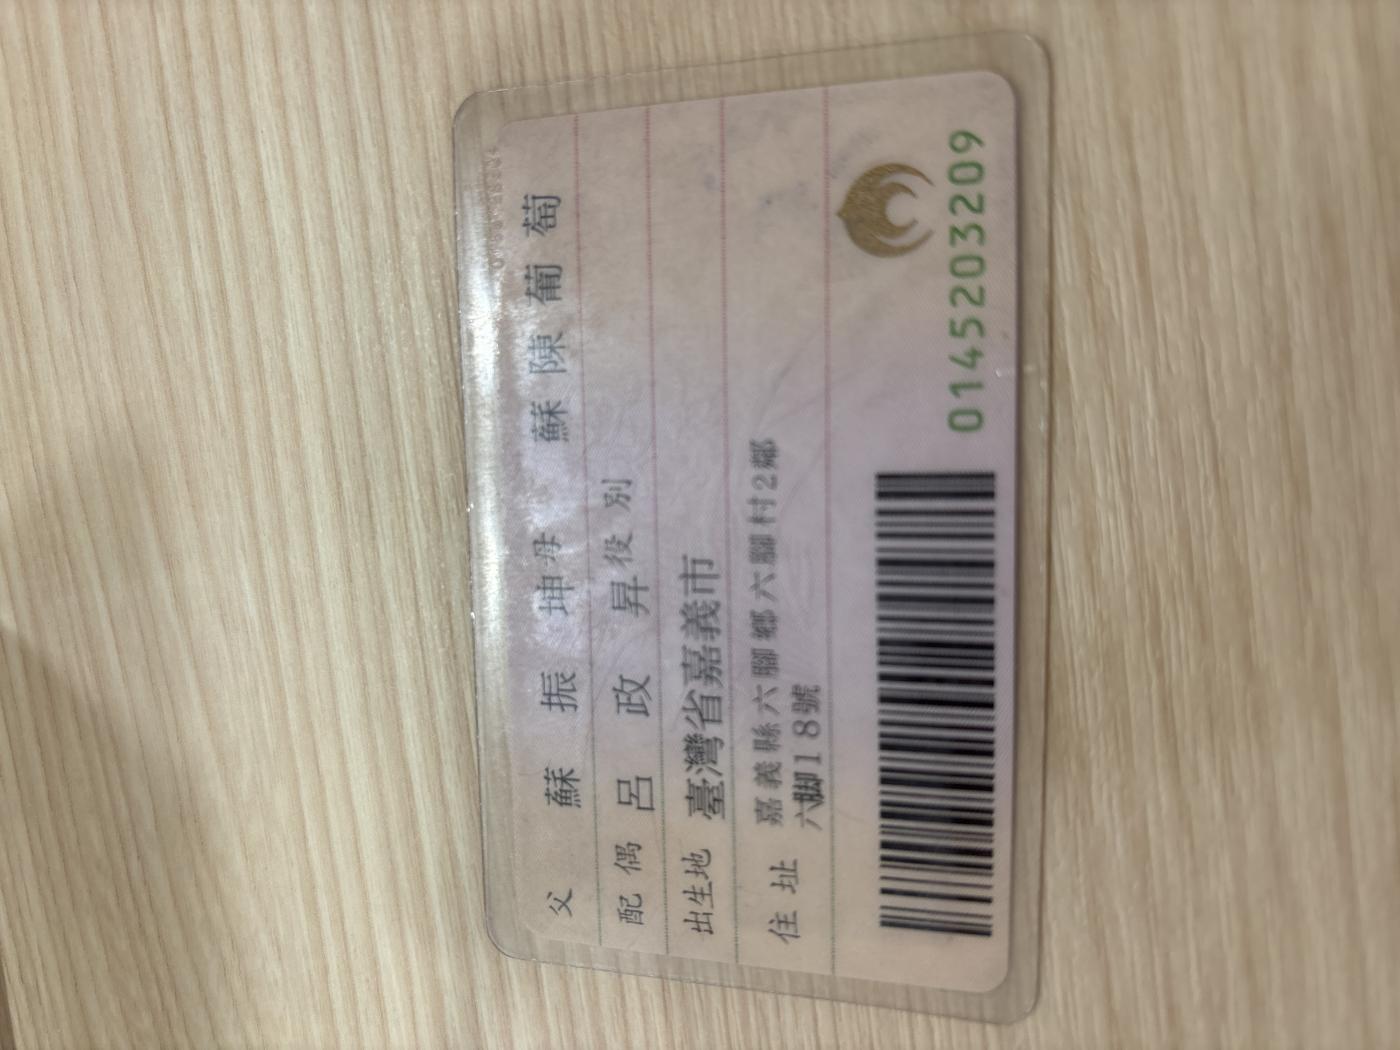 父 蘇振坤 母 蘇陳葡萄
配偶 呂政昇 役別
出生地 臺灣省嘉義市
住址 嘉義縣六腳鄉六腳村2鄰
六腳18號
0145203209